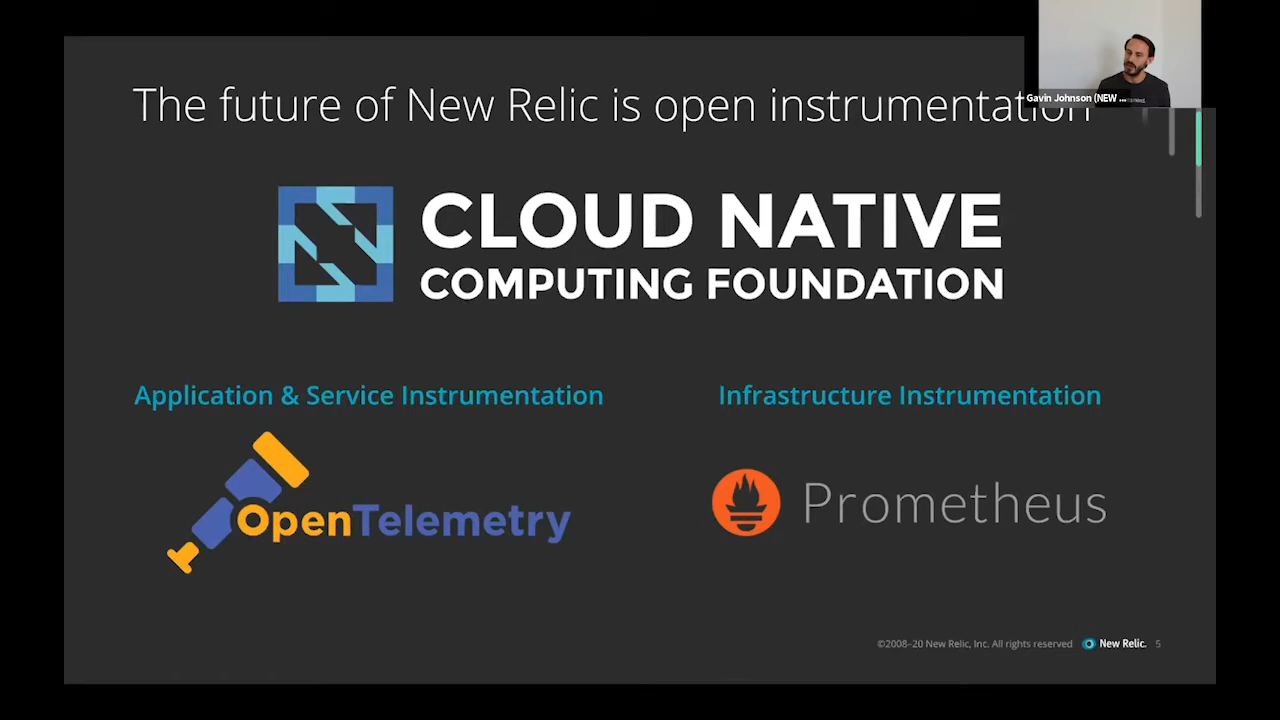 The future of New Relic is open instrumentation
Gavin Johnson (NEW ...
CLOUD NATIVE
COMPUTING FOUNDATION
Application & Service Instrumentation
Infrastructure Instrumentation
OpenTelemetry
Prometheus
©2008–20 New Relic, Inc. All rights reserved New Relic. 5